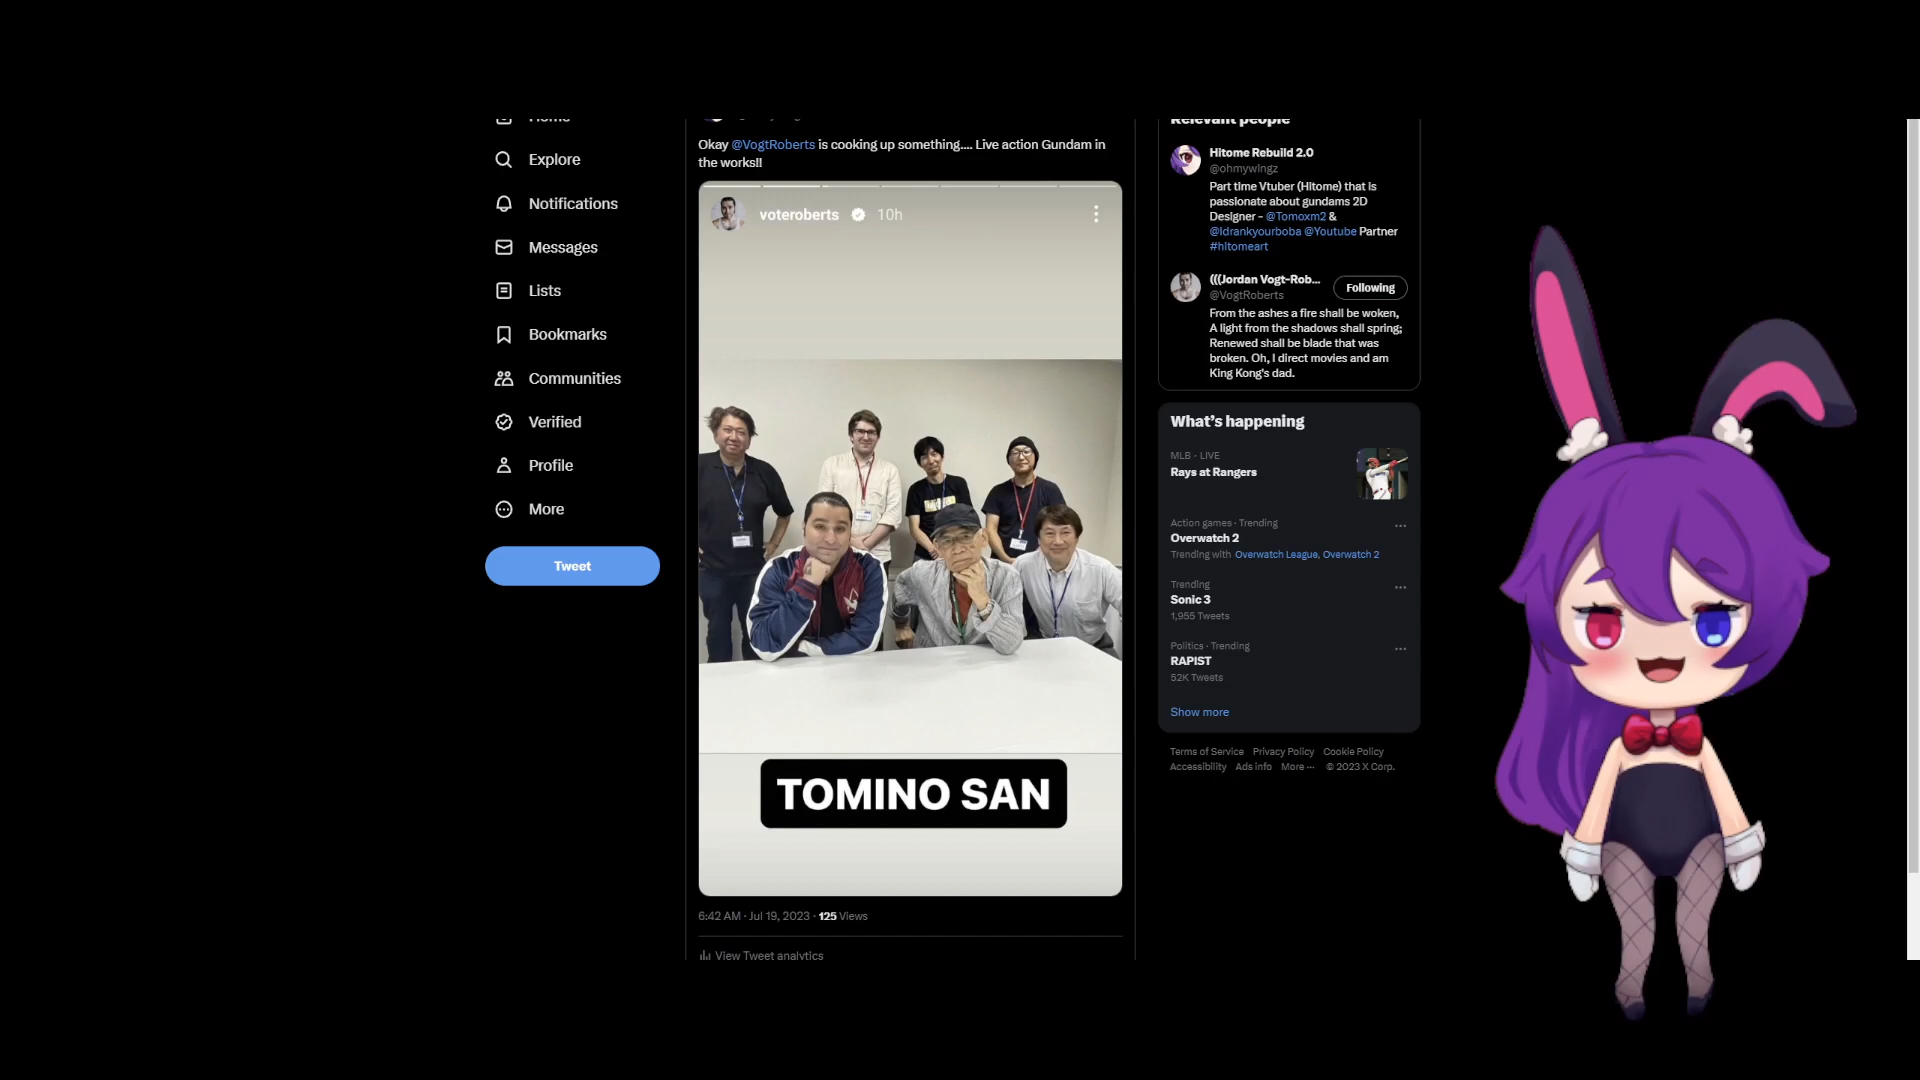 Home
Explore
Notifications
Messages
Lists
Bookmarks
Communities
Verified
Profile
More
Tweet
Okay @VogtRoberts is cooking up something.... Live action Gundam in
the works!!
voteroberts 10h
TOMINO SAN
6:42 AM · Jul 19, 2023 · 125 Views
View Tweet analytics
Relevant people
Hitome Rebuild 2.0
@ohmywingz
Part time Vtuber (Hitome) that is
passionate about gundams 2D
Designer - @Tomoxm2 &
@Idrankyourboba @Youtube Partner
#hitomeart
(((Jordan Vogt-Rob...
@VogtRoberts
Following
From the ashes a fire shall be woken,
A light from the shadows shall spring;
Renewed shall be blade that was
broken. Oh, I direct movies and am
King Kong's dad.
What's happening
MLB · LIVE
Rays at Rangers
Action games · Trending
Overwatch 2
Trending with Overwatch League, Overwatch 2
Trending
Sonic 3
1,955 Tweets
Politics · Trending
RAPIST
52K Tweets
Show more
Terms of Service Privacy Policy Cookie Policy
Accessibility Ads info More ··· © 2023 X Corp.